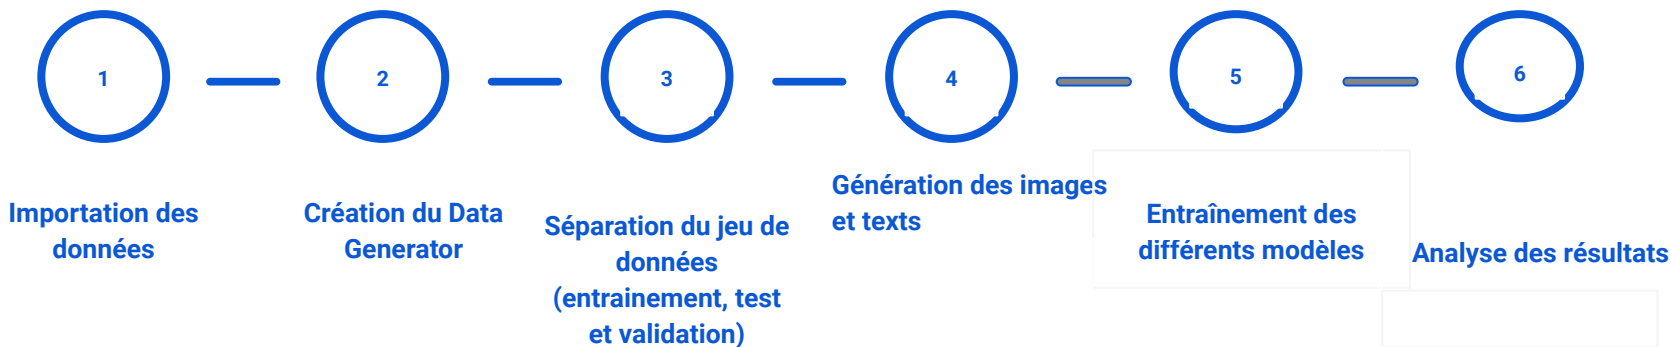 1
2
3
4
5
6
Importation des
données
Création du Data
Generator
Séparation du jeu de
données
(entrainement, test
et validation)
Génération des images
et texts
Entraînement des
différents modèles
Analyse des résultats